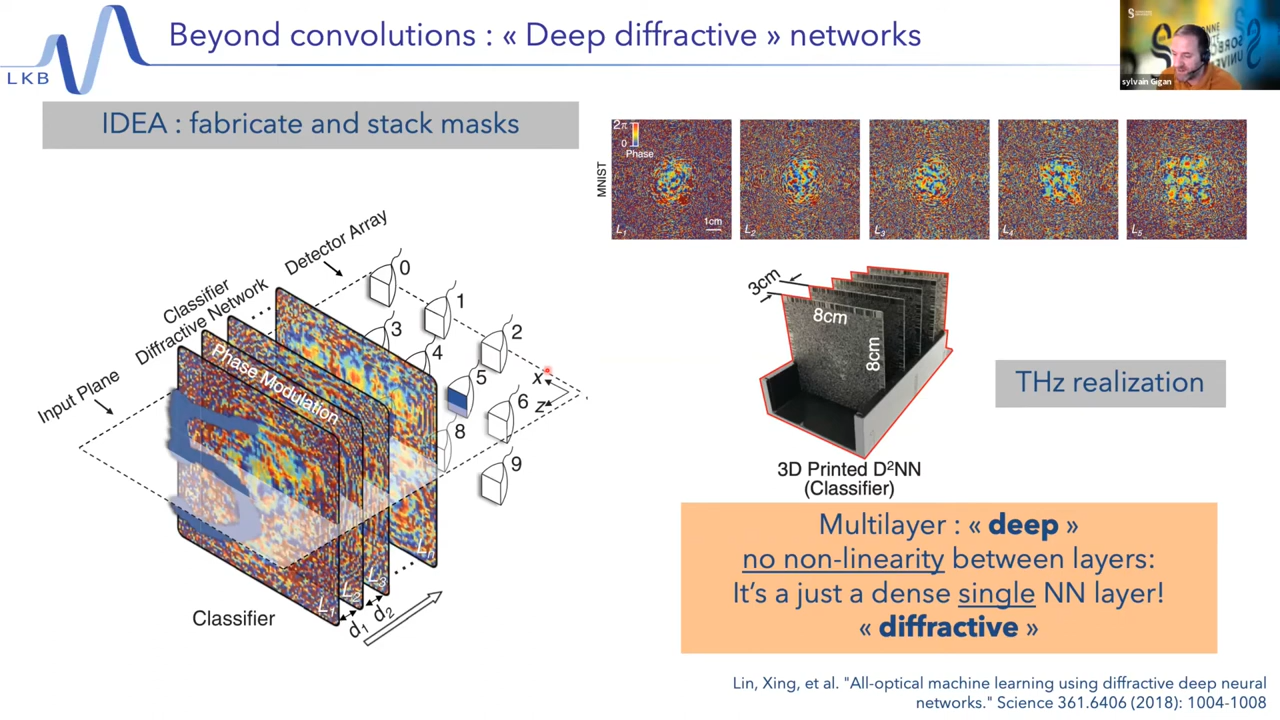 LKB
Beyond convolutions : « Deep diffractive » networks
sylvain Gigan
IDEA : fabricate and stack masks
2π
0
Phase
MNIST
1cm
L1
L2
L3
L4
L5
Detector Array
Classifier
Diffractive Network
Input Plane
Phase Modulation
0
1
2
3
4
5
6
8
9
x
z
L1
L2
L3
d1
d2
Classifier
3cm
8cm
8cm
3D Printed D²NN
(Classifier)
THz realization
Multilayer : « deep »
no non-linearity between layers:
It's a just a dense single NN layer!
« diffractive »
Lin, Xing, et al. "All-optical machine learning using diffractive deep neural
networks." Science 361.6406 (2018): 1004-1008